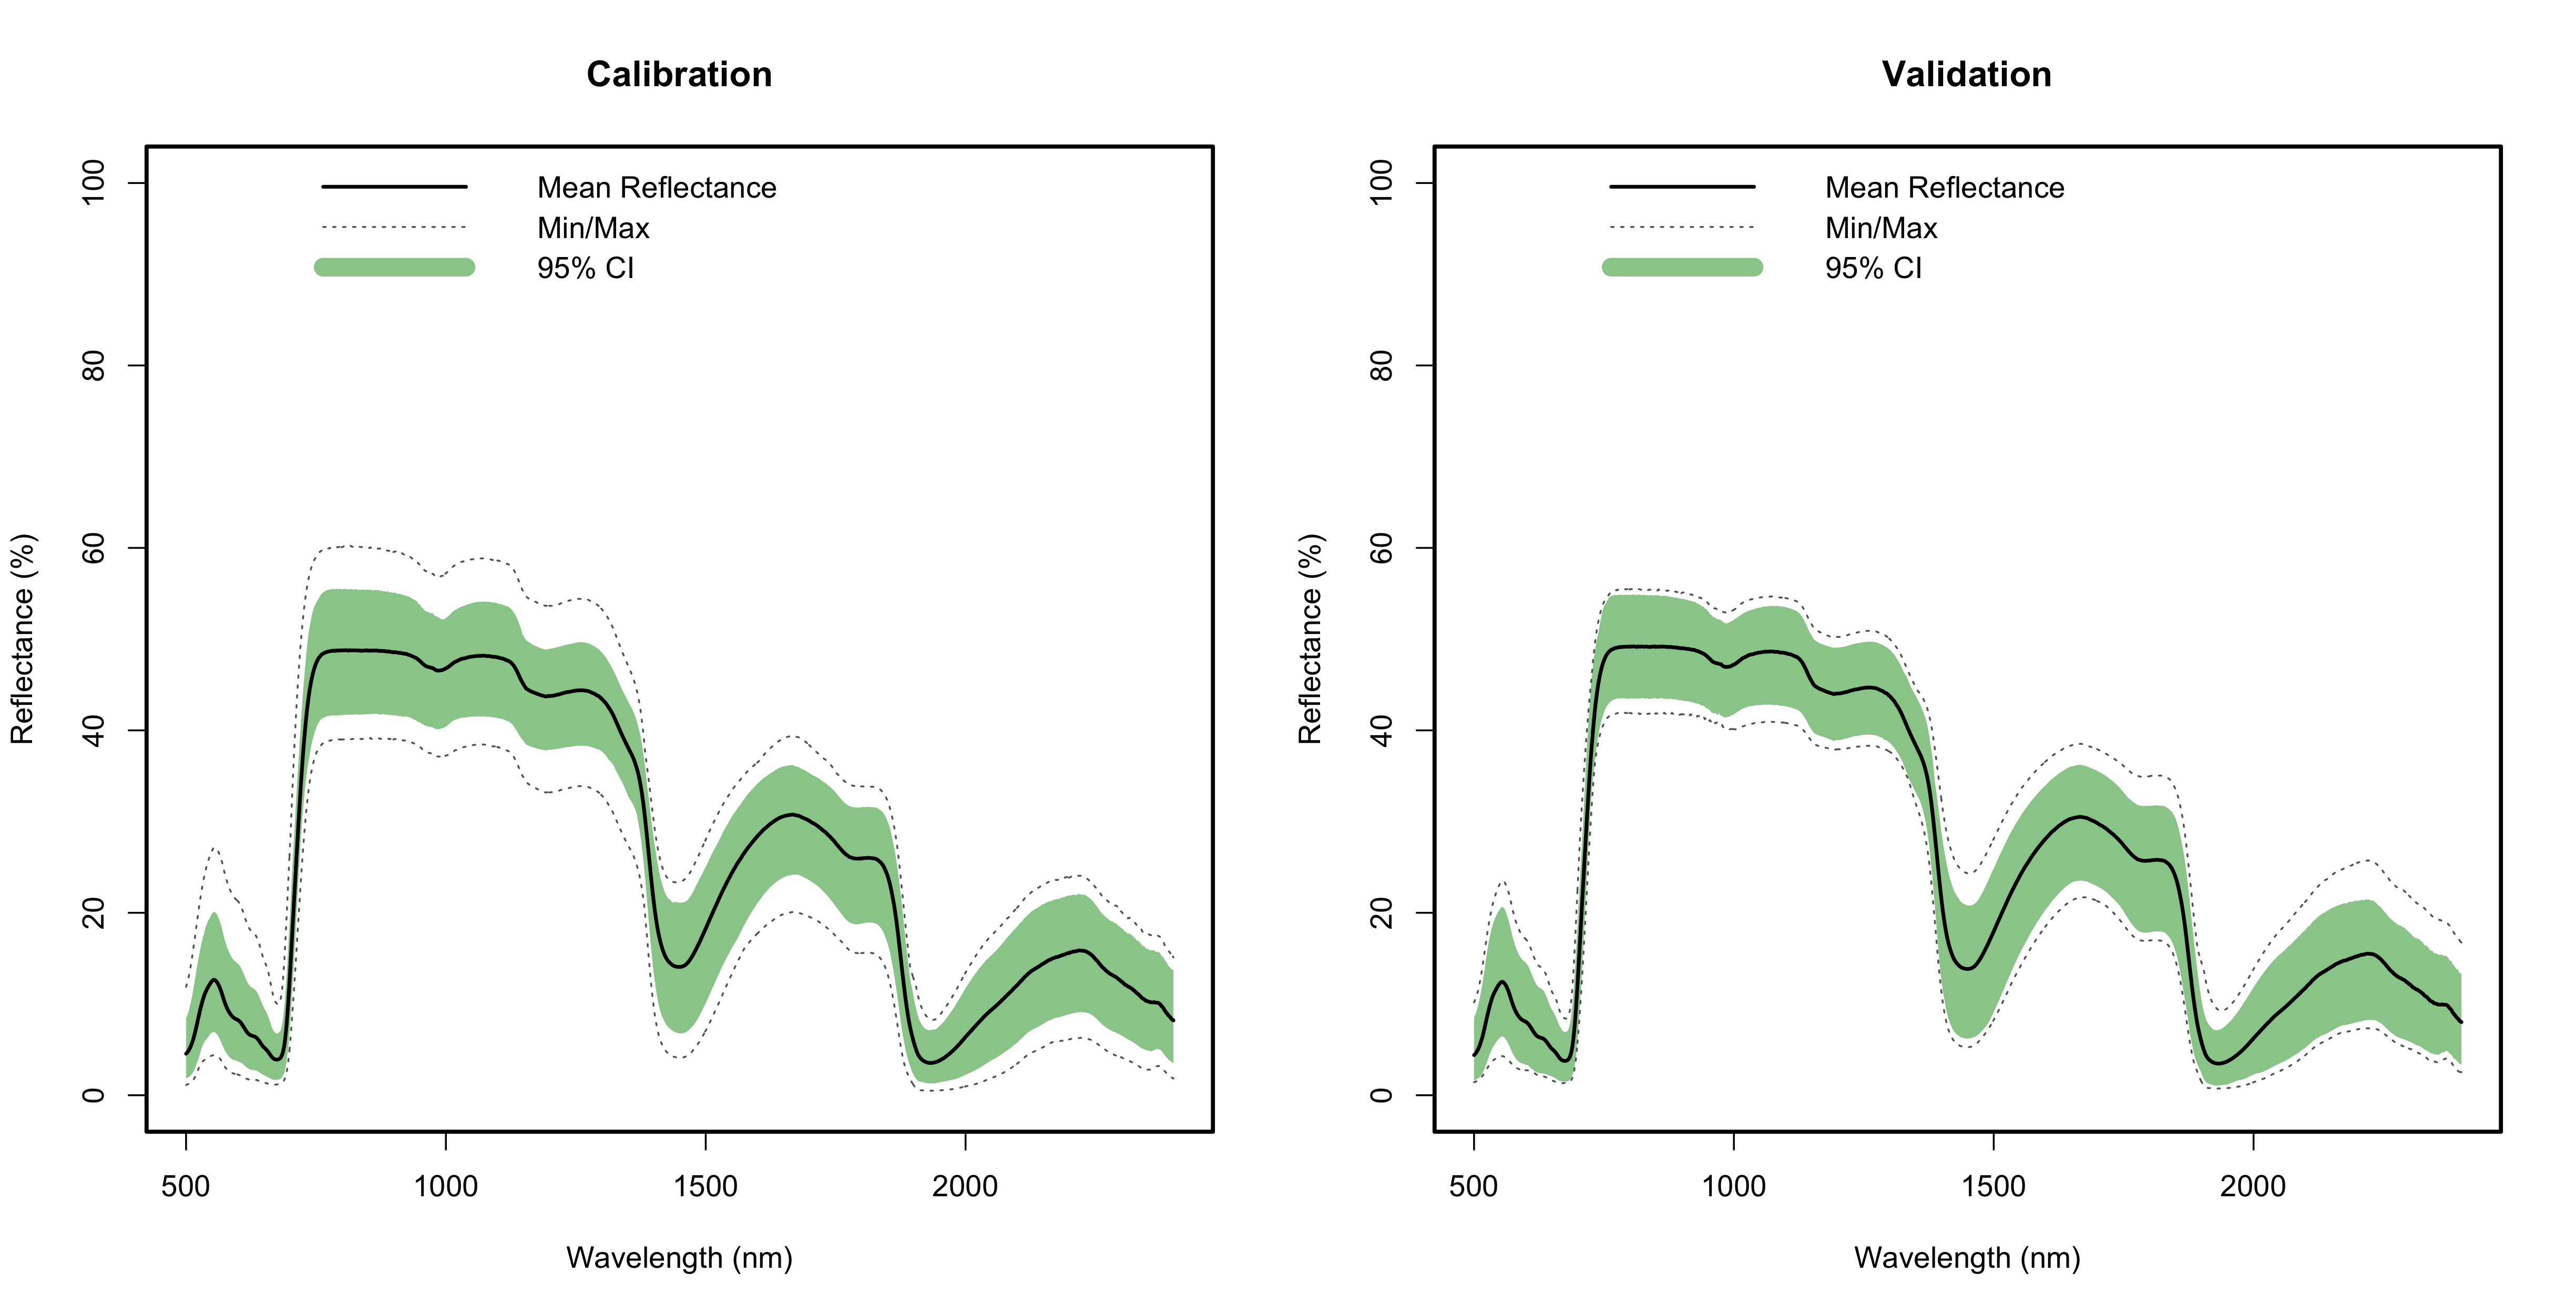 Calibration
Mean Reflectance
Min/Max
95% CI
Reflectance (%)
100
80
60
40
20
0
500 1000 1500 2000
Wavelength (nm)
Validation
Mean Reflectance
Min/Max
95% CI
Reflectance (%)
100
80
60
40
20
0
500 1000 1500 2000
Wavelength (nm)